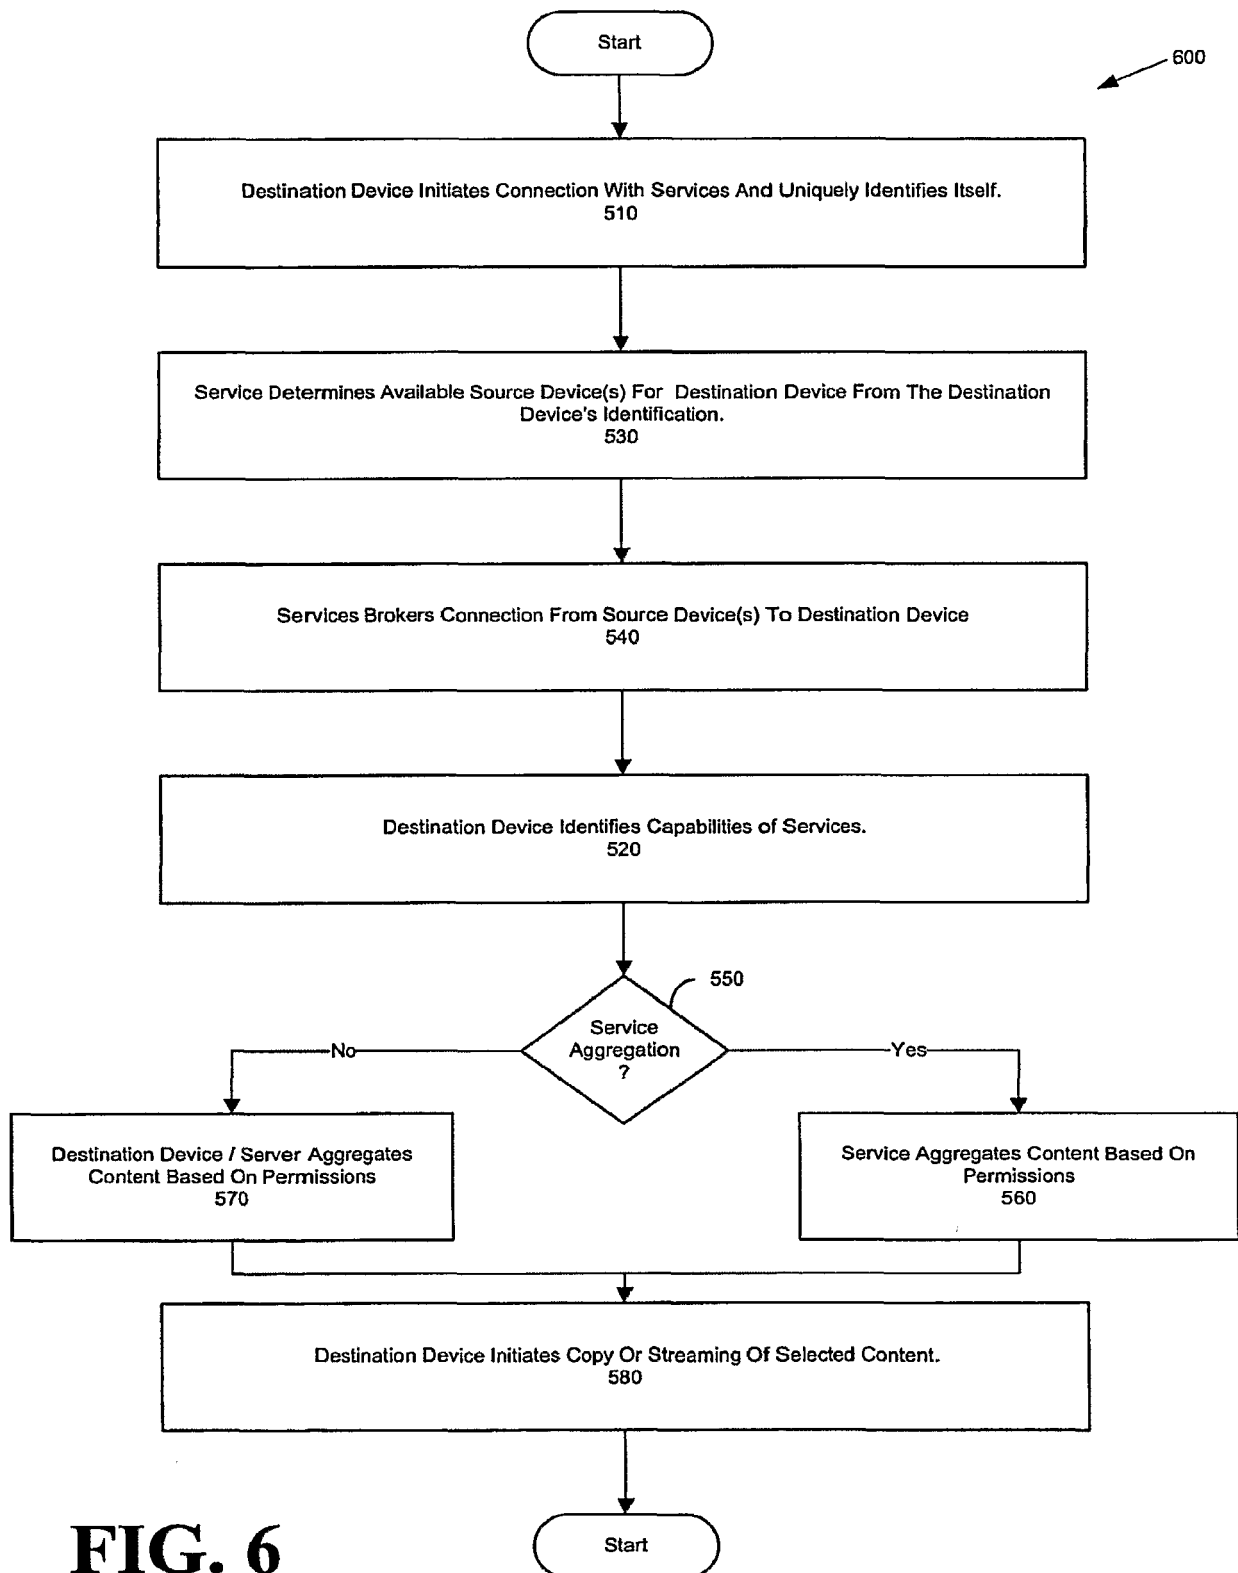 Start
600
Destination Device Initiates Connection With Services And Uniquely Identifies Itself.
510
Service Determines Available Source Device(s) For Destination Device From The Destination
Device's Identification.
530
Services Brokers Connection From Source Device(s) To Destination Device
540
Destination Device Identifies Capabilities of Services.
520
550
Service
Aggregation
?
No
Yes
Destination Device / Server Aggregates
Content Based On Permissions
570
Service Aggregates Content Based On
Permissions
560
Destination Device Initiates Copy Or Streaming Of Selected Content.
580
Start
FIG. 6